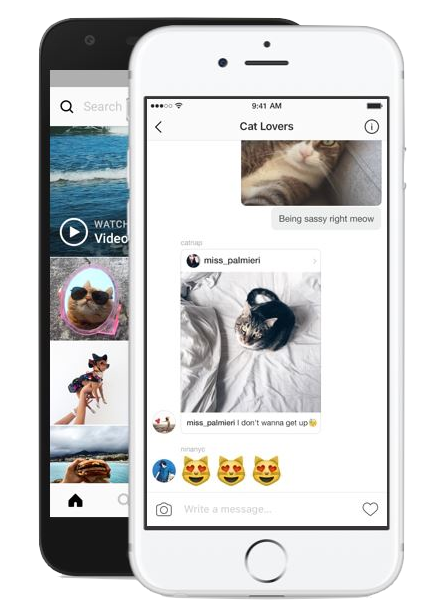 Search
WATCH
Video
9:41 AM
Cat Lovers
Being sassy right meow
catnap
miss_palmieri
miss_palmieri I don't wanna get up😴
Write a message...